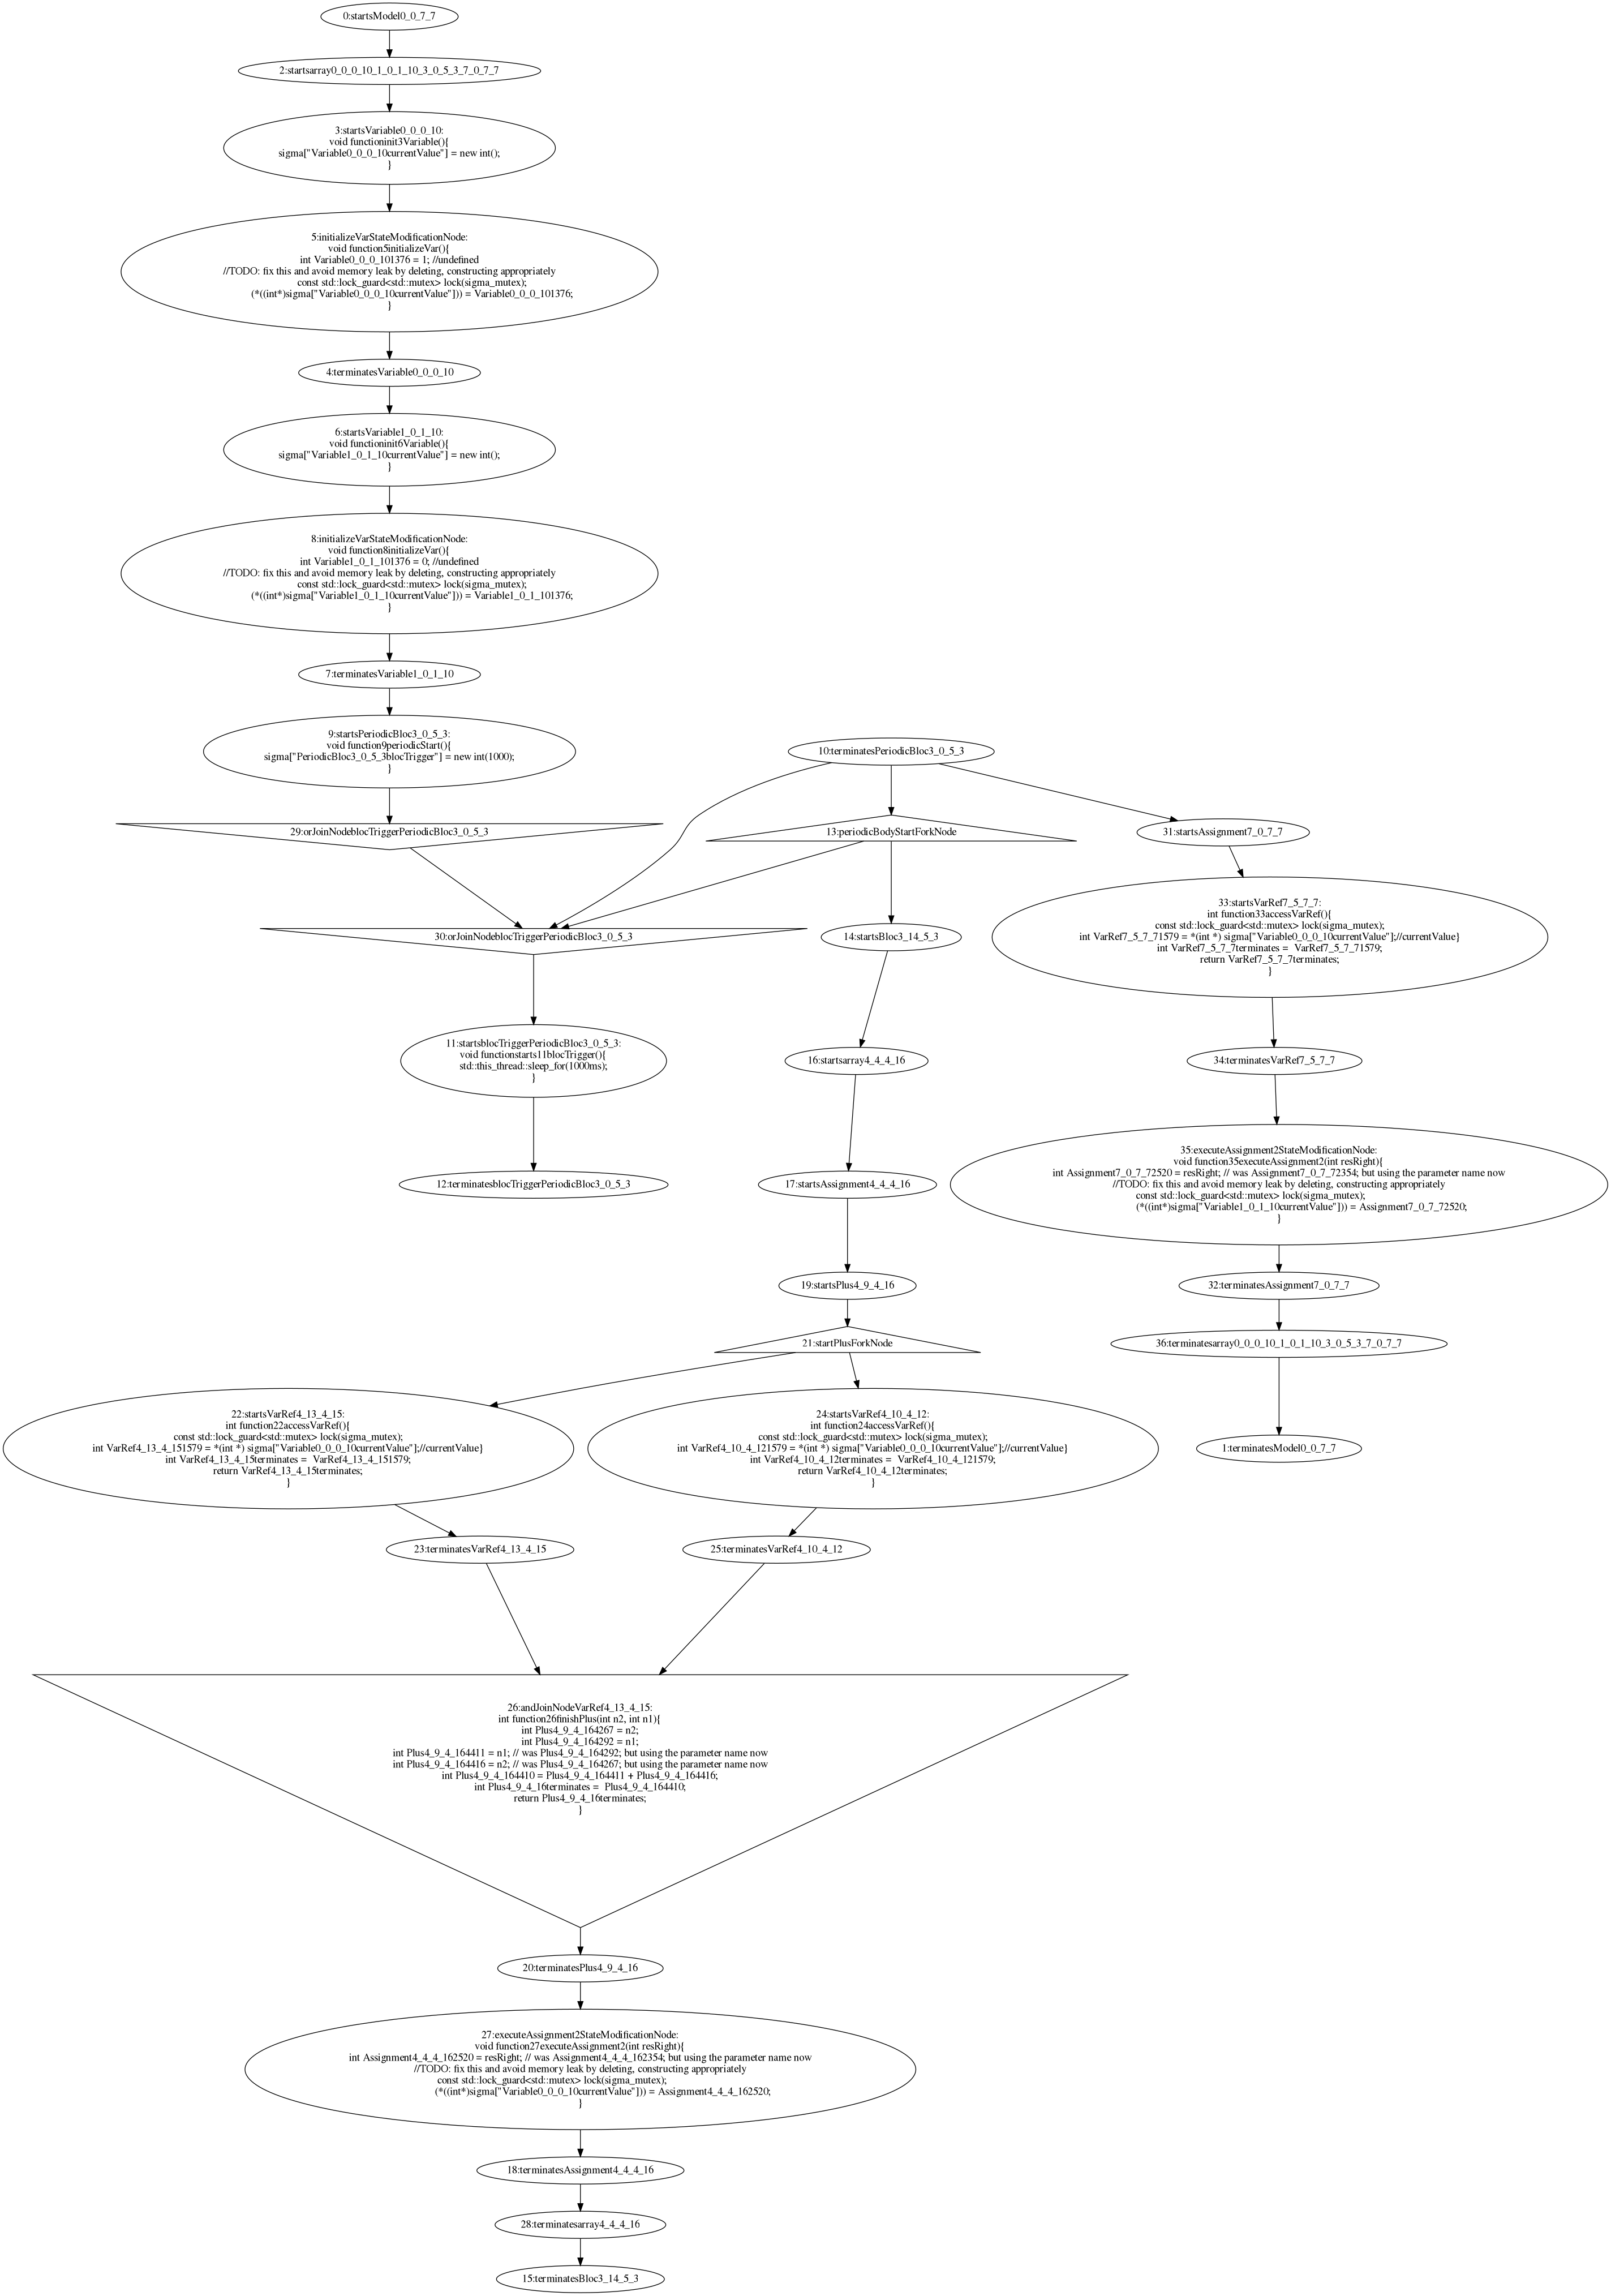 0:startsModel0_0_7_7
2:startsarray0_0_0_10_1_0_1_10_3_0_5_3_7_0_7_7
3:startsVariable0_0_0_10:
void functioninit3Variable(){
sigma["Variable0_0_0_10currentValue"] = new int();
}
5:initializeVarStateModificationNode:
void function5initializeVar(){
int Variable0_0_0_101376 = 1; //undefined
//TODO: fix this and avoid memory leak by deleting, constructing appropriately
const std::lock_guard<std::mutex> lock(sigma_mutex);
(*((int*)sigma["Variable0_0_0_10currentValue"])) = Variable0_0_0_101376;
}
4:terminatesVariable0_0_0_10
6:startsVariable1_0_1_10:
void functioninit6Variable(){
sigma["Variable1_0_1_10currentValue"] = new int();
}
8:initializeVarStateModificationNode:
void function8initializeVar(){
int Variable1_0_1_101376 = 0; //undefined
//TODO: fix this and avoid memory leak by deleting, constructing appropriately
const std::lock_guard<std::mutex> lock(sigma_mutex);
(*((int*)sigma["Variable1_0_1_10currentValue"])) = Variable1_0_1_101376;
}
7:terminatesVariable1_0_1_10
9:startsPeriodicBloc3_0_5_3:
void function9periodicStart(){
sigma["PeriodicBloc3_0_5_3blocTrigger"] = new int(1000);
}
10:terminatesPeriodicBloc3_0_5_3
29:orJoinNodeblocTriggerPeriodicBloc3_0_5_3
13:periodicBodyStartForkNode
31:startsAssignment7_0_7_7
30:orJoinNodeblocTriggerPeriodicBloc3_0_5_3
14:startsBloc3_14_5_3
33:startsVarRef7_5_7_7:
int function33accessVarRef(){
const std::lock_guard<std::mutex> lock(sigma_mutex);
int VarRef7_5_7_71579 = *(int *) sigma["Variable0_0_0_10currentValue"];//currentValue}
int VarRef7_5_7_7terminates =  VarRef7_5_7_71579;
return VarRef7_5_7_7terminates;
}
11:startsblocTriggerPeriodicBloc3_0_5_3:
void functionstarts11blocTrigger(){
std::this_thread::sleep_for(1000ms);
}
16:startsarray4_4_4_16
34:terminatesVarRef7_5_7_7
12:terminatesblocTriggerPeriodicBloc3_0_5_3
17:startsAssignment4_4_4_16
35:executeAssignment2StateModificationNode:
void function35executeAssignment2(int resRight){
int Assignment7_0_7_72520 = resRight; // was Assignment7_0_7_72354; but using the parameter name now
//TODO: fix this and avoid memory leak by deleting, constructing appropriately
const std::lock_guard<std::mutex> lock(sigma_mutex);
(*((int*)sigma["Variable1_0_1_10currentValue"])) = Assignment7_0_7_72520;
}
19:startsPlus4_9_4_16
32:terminatesAssignment7_0_7_7
21:startPlusForkNode
36:terminatesarray0_0_0_10_1_0_1_10_3_0_5_3_7_0_7_7
22:startsVarRef4_13_4_15:
int function22accessVarRef(){
const std::lock_guard<std::mutex> lock(sigma_mutex);
int VarRef4_13_4_151579 = *(int *) sigma["Variable0_0_0_10currentValue"];//currentValue}
int VarRef4_13_4_15terminates =  VarRef4_13_4_151579;
return VarRef4_13_4_15terminates;
}
24:startsVarRef4_10_4_12:
int function24accessVarRef(){
const std::lock_guard<std::mutex> lock(sigma_mutex);
int VarRef4_10_4_121579 = *(int *) sigma["Variable0_0_0_10currentValue"];//currentValue}
int VarRef4_10_4_12terminates =  VarRef4_10_4_121579;
return VarRef4_10_4_12terminates;
}
1:terminatesModel0_0_7_7
23:terminatesVarRef4_13_4_15
25:terminatesVarRef4_10_4_12
26:andJoinNodeVarRef4_13_4_15:
int function26finishPlus(int n2, int n1){
int Plus4_9_4_164267 = n2;
int Plus4_9_4_164292 = n1;
int Plus4_9_4_164411 = n1; // was Plus4_9_4_164292; but using the parameter name now
int Plus4_9_4_164416 = n2; // was Plus4_9_4_164267; but using the parameter name now
int Plus4_9_4_164410 = Plus4_9_4_164411 + Plus4_9_4_164416;
int Plus4_9_4_16terminates =  Plus4_9_4_164410;
return Plus4_9_4_16terminates;
}
20:terminatesPlus4_9_4_16
27:executeAssignment2StateModificationNode:
void function27executeAssignment2(int resRight){
int Assignment4_4_4_162520 = resRight; // was Assignment4_4_4_162354; but using the parameter name now
//TODO: fix this and avoid memory leak by deleting, constructing appropriately
const std::lock_guard<std::mutex> lock(sigma_mutex);
(*((int*)sigma["Variable0_0_0_10currentValue"])) = Assignment4_4_4_162520;
}
18:terminatesAssignment4_4_4_16
28:terminatesarray4_4_4_16
15:terminatesBloc3_14_5_3